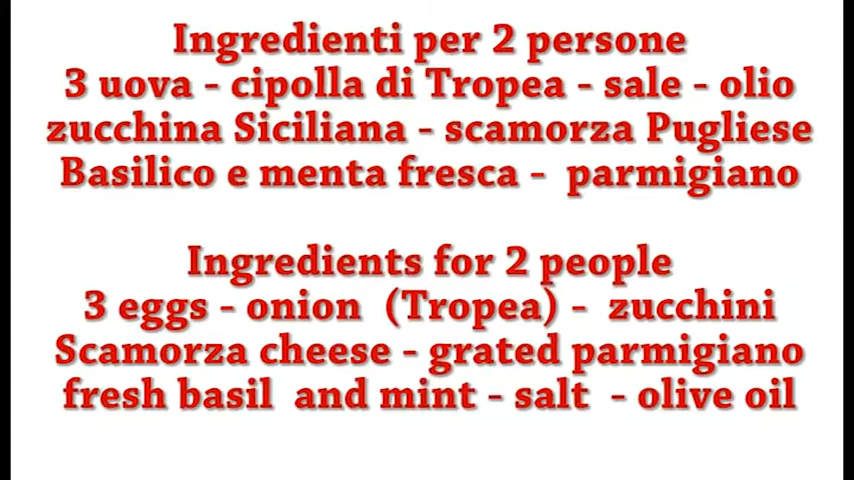 Ingredienti per 2 persone
3 uova - cipolla di Tropea - sale - olio
zucchina Siciliana - scamorza Pugliese
Basilico e menta fresca - parmigiano
Ingredients for 2 people
3 eggs - onion (Tropea) - zucchini
Scamorza cheese - grated parmigiano
fresh basil and mint - salt - olive oil